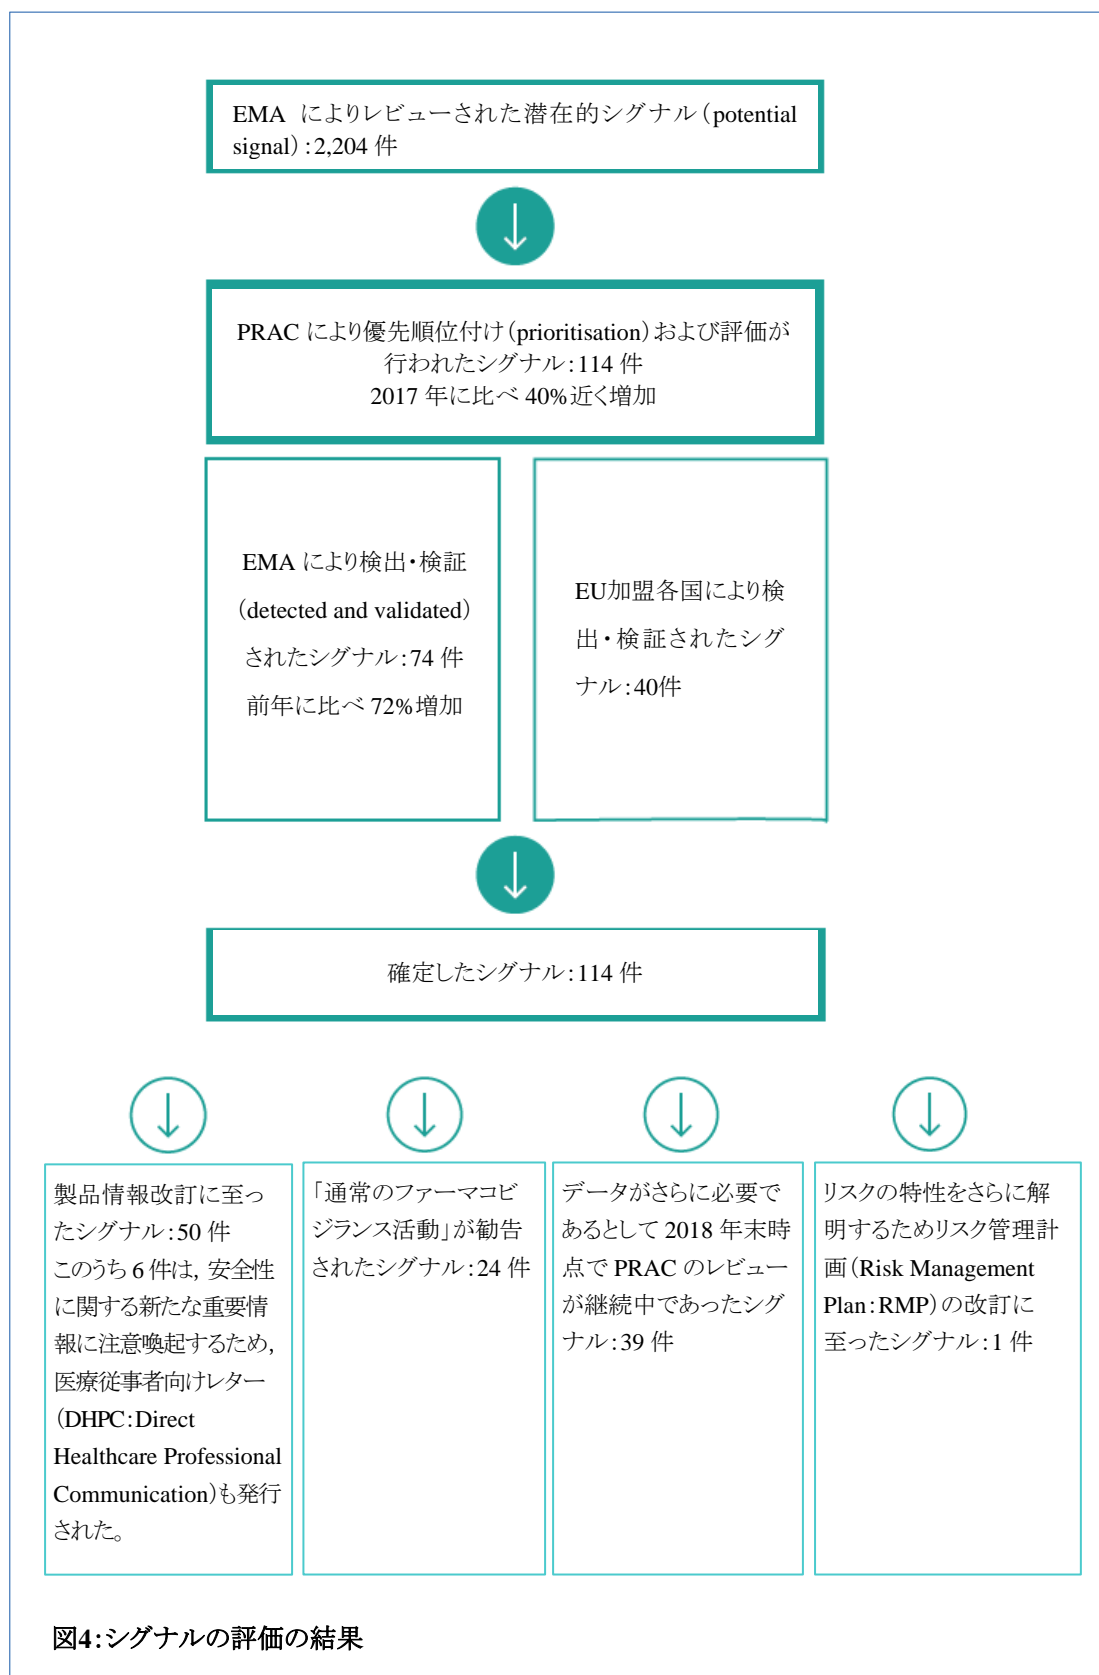 EMA によりレビューされた潜在的シグナル（potential
signal）：2,204 件
PRAC により優先順位付け（prioritisation）および評価が
行われたシグナル：114 件
2017 年に比べ 40%近く増加
EMA により検出・検証
（detected and validated）
されたシグナル：74 件
前年に比べ 72%増加
EU加盟各国により検
出・検証されたシグ
ナル：40件
確定したシグナル：114 件
製品情報改訂に至っ
たシグナル：50 件
このうち 6 件は，安全性
に関する新たな重要情
報に注意喚起するため，
医療従事者向けレター
（DHPC：Direct
Healthcare Professional
Communication）も発行
された。
「通常のファーマコビ
ジランス活動」が勧告
されたシグナル：24 件
データがさらに必要で
あるとして 2018 年末時
点で PRAC のレビュー
が継続中であったシグ
ナル：39 件
リスクの特性をさらに解
明するためリスク管理計
画（Risk Management
Plan：RMP）の改訂に
至ったシグナル：1 件
図4：シグナルの評価の結果